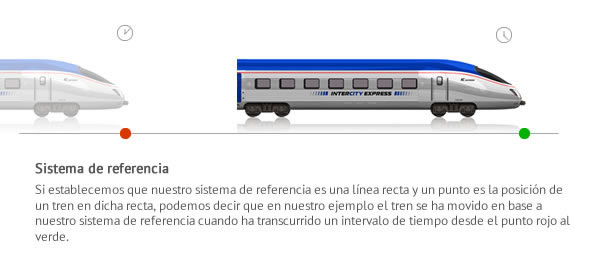 INTERCITY EXPRESS
Sistema de referencia
Si establecemos que nuestro sistema de referencia es una línea recta y un punto es la posición de
un tren en dicha recta, podemos decir que en nuestro ejemplo el tren se ha movido en base a
nuestro sistema de referencia cuando ha transcurrido un intervalo de tiempo desde el punto rojo al
verde.